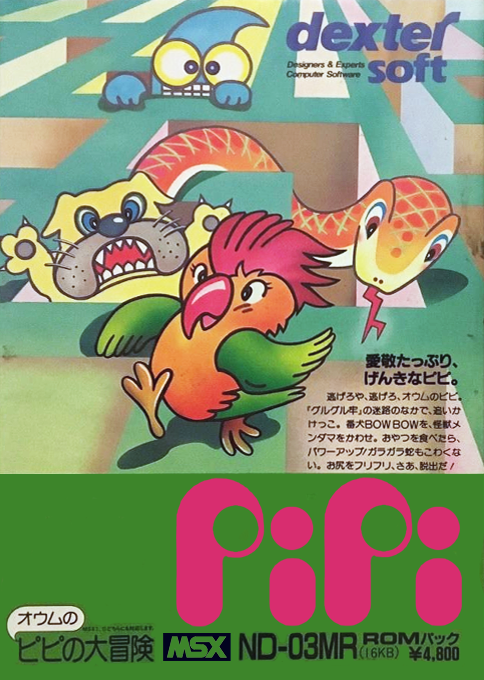 dexter
Designers & Experts
Computer Software
soft
愛敬たっぷり、
げんきなピピ。
逃げろや、逃げろ、オウムのピピ。
「グルグル牢」の迷路のなかで、追いか
けっこ。番犬BOW BOWを、怪獣メ
ンダマをかわせ。おやつを食べたら、
パワーアップ!ガラガラ蛇もこわくな
い。お尻をフリフリ、さあ、脱出だ!
PiPi
オウムの
ピピの大冒険
MSX ND-03MR ROMパック
(16KB) ¥4,800